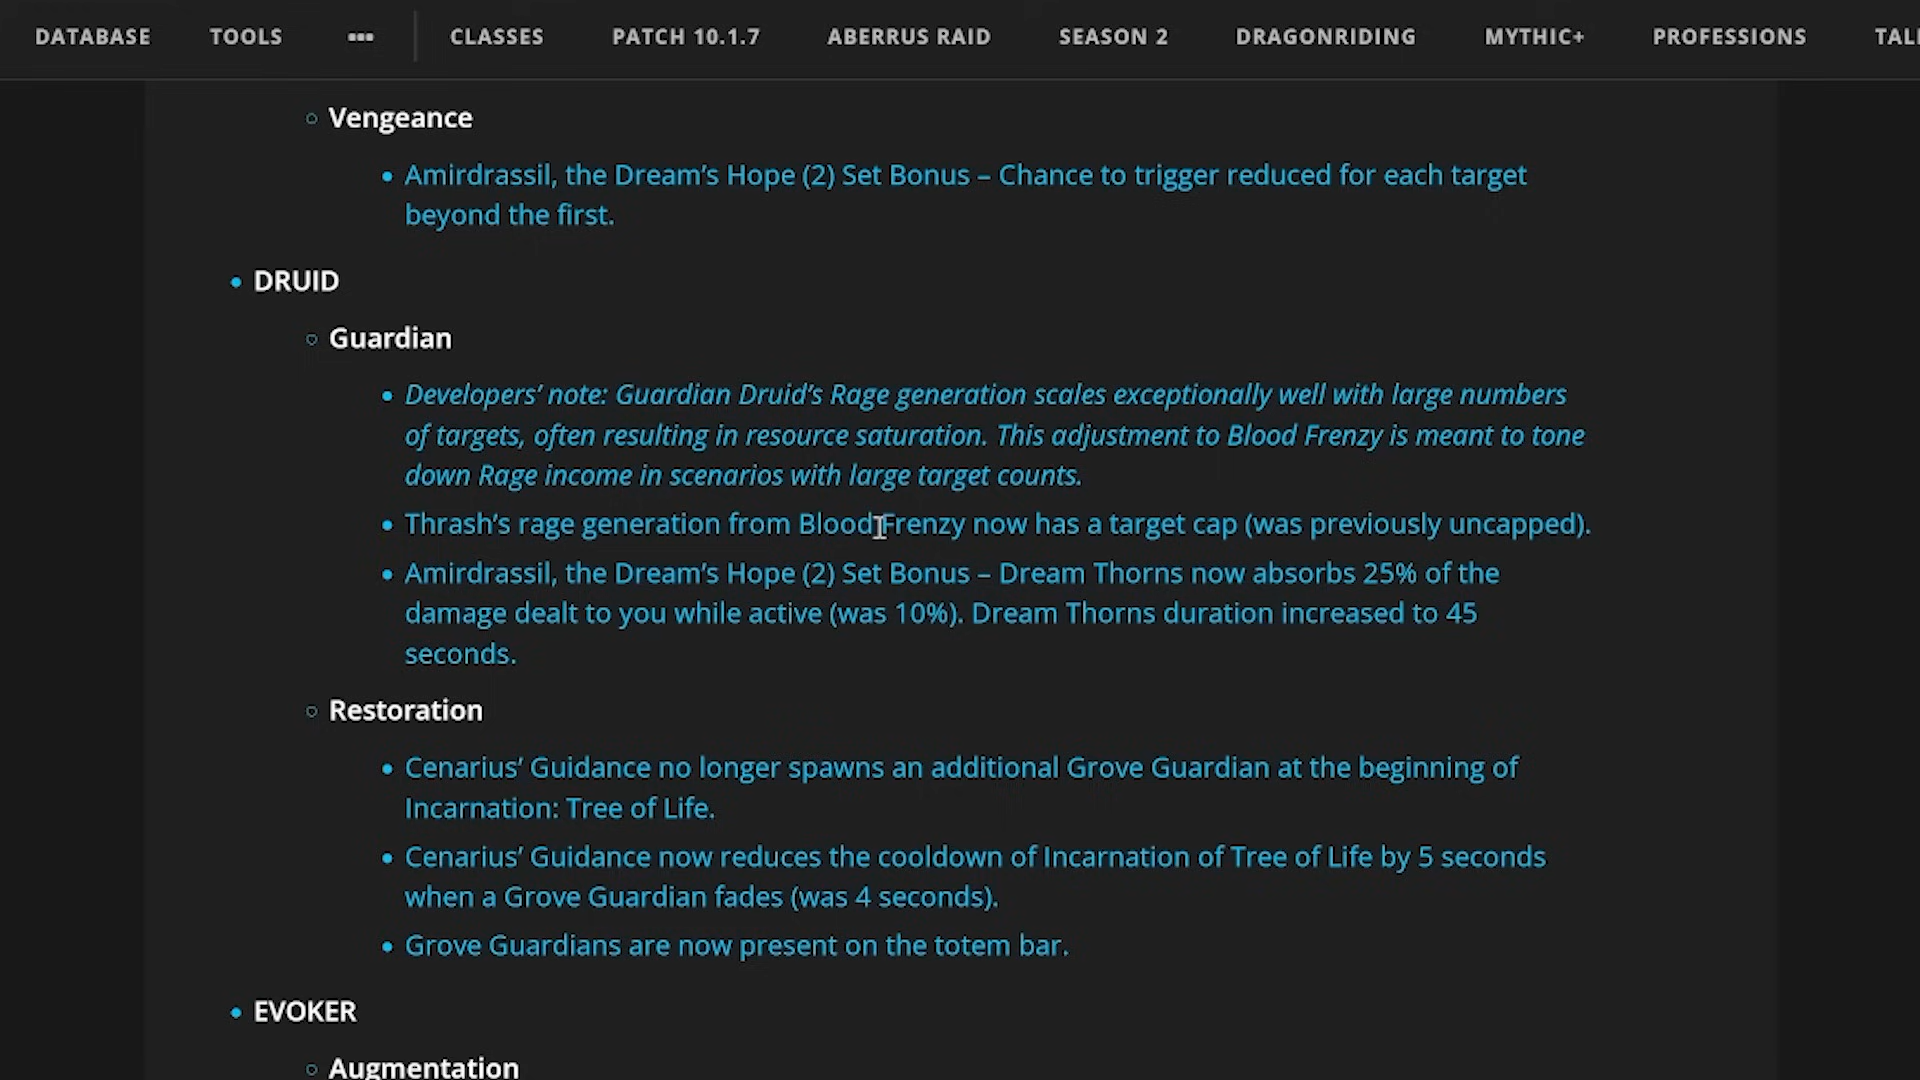 DATABASE TOOLS ••• CLASSES PATCH 10.1.7 ABERRUS RAID SEASON 2 DRAGONRIDING MYTHIC+ PROFESSIONS
Vengeance
Amirdrassil, the Dream’s Hope (2) Set Bonus – Chance to trigger reduced for each target
beyond the first.
DRUID
Guardian
Developers’ note: Guardian Druid’s Rage generation scales exceptionally well with large numbers
of targets, often resulting in resource saturation. This adjustment to Blood Frenzy is meant to tone
down Rage income in scenarios with large target counts.
Thrash’s rage generation from Blood Frenzy now has a target cap (was previously uncapped).
Amirdrassil, the Dream’s Hope (2) Set Bonus – Dream Thorns now absorbs 25% of the
damage dealt to you while active (was 10%). Dream Thorns duration increased to 45
seconds.
Restoration
Cenarius’ Guidance no longer spawns an additional Grove Guardian at the beginning of
Incarnation: Tree of Life.
Cenarius’ Guidance now reduces the cooldown of Incarnation of Tree of Life by 5 seconds
when a Grove Guardian fades (was 4 seconds).
Grove Guardians are now present on the totem bar.
EVOKER
Augmentation